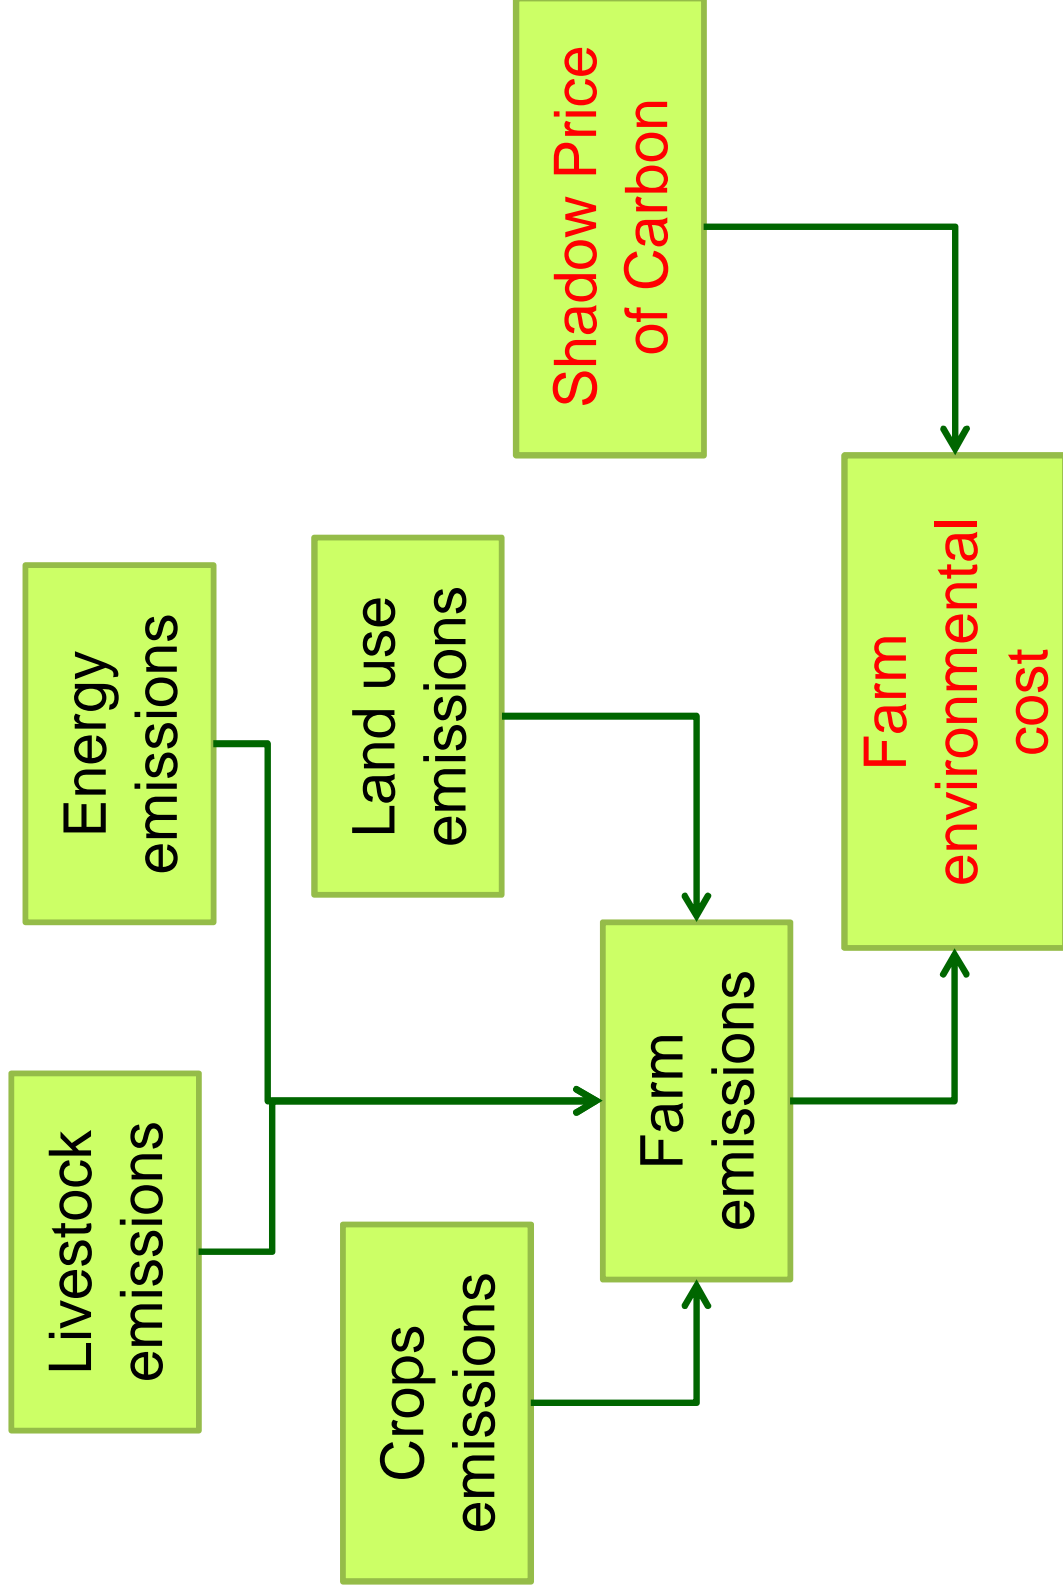 Livestock
emissions
Energy
emissions
Crops
emissions
Land use
emissions
Shadow Price
of Carbon
Farm
emissions
Farm
environmental
cost